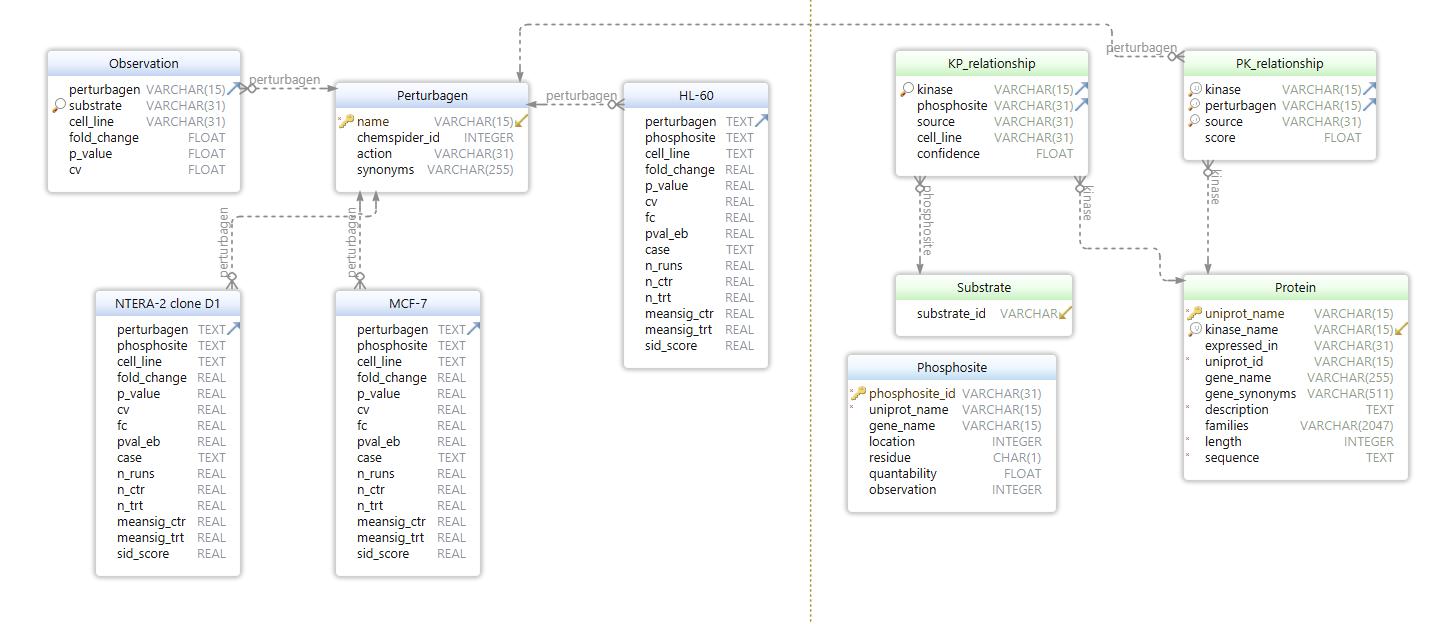 Observation
perturbagen VARCHAR(15)
substrate VARCHAR(31)
cell_line VARCHAR(31)
fold_change FLOAT
p_value FLOAT
cv FLOAT
perturbagen
Perturbagen
name VARCHAR(15)
chemspider_id INTEGER
action VARCHAR(31)
synonyms VARCHAR(255)
perturbagen
HL-60
perturbagen TEXT
phosphosite TEXT
cell_line TEXT
fold_change REAL
p_value REAL
cv REAL
fc REAL
pval_eb REAL
case TEXT
n_runs REAL
n_ctr REAL
n_trt REAL
meansig_ctr REAL
meansig_trt REAL
sid_score REAL
perturbagen
NTERA-2 clone D1
perturbagen TEXT
phosphosite TEXT
cell_line TEXT
fold_change REAL
p_value REAL
cv REAL
fc REAL
pval_eb REAL
case TEXT
n_runs REAL
n_ctr REAL
n_trt REAL
meansig_ctr REAL
meansig_trt REAL
sid_score REAL
perturbagen
MCF-7
perturbagen TEXT
phosphosite TEXT
cell_line TEXT
fold_change REAL
p_value REAL
cv REAL
fc REAL
pval_eb REAL
case TEXT
n_runs REAL
n_ctr REAL
n_trt REAL
meansig_ctr REAL
meansig_trt REAL
sid_score REAL
KP_relationship
kinase VARCHAR(15)
phosphosite VARCHAR(31)
source VARCHAR(31)
cell_line VARCHAR(31)
confidence FLOAT
perturbagen
PK_relationship
kinase VARCHAR(15)
perturbagen VARCHAR(15)
source VARCHAR(31)
score FLOAT
phosphosite
kinase
kinase
Substrate
substrate_id VARCHAR
Phosphosite
phosphosite_id VARCHAR(31)
uniprot_name VARCHAR(15)
gene_name VARCHAR(15)
location INTEGER
residue CHAR(1)
quantability FLOAT
observation INTEGER
Protein
uniprot_name VARCHAR(15)
kinase_name VARCHAR(15)
expressed_in VARCHAR(31)
uniprot_id VARCHAR(15)
gene_name VARCHAR(255)
gene_synonyms VARCHAR(511)
description TEXT
families VARCHAR(2047)
length INTEGER
sequence TEXT